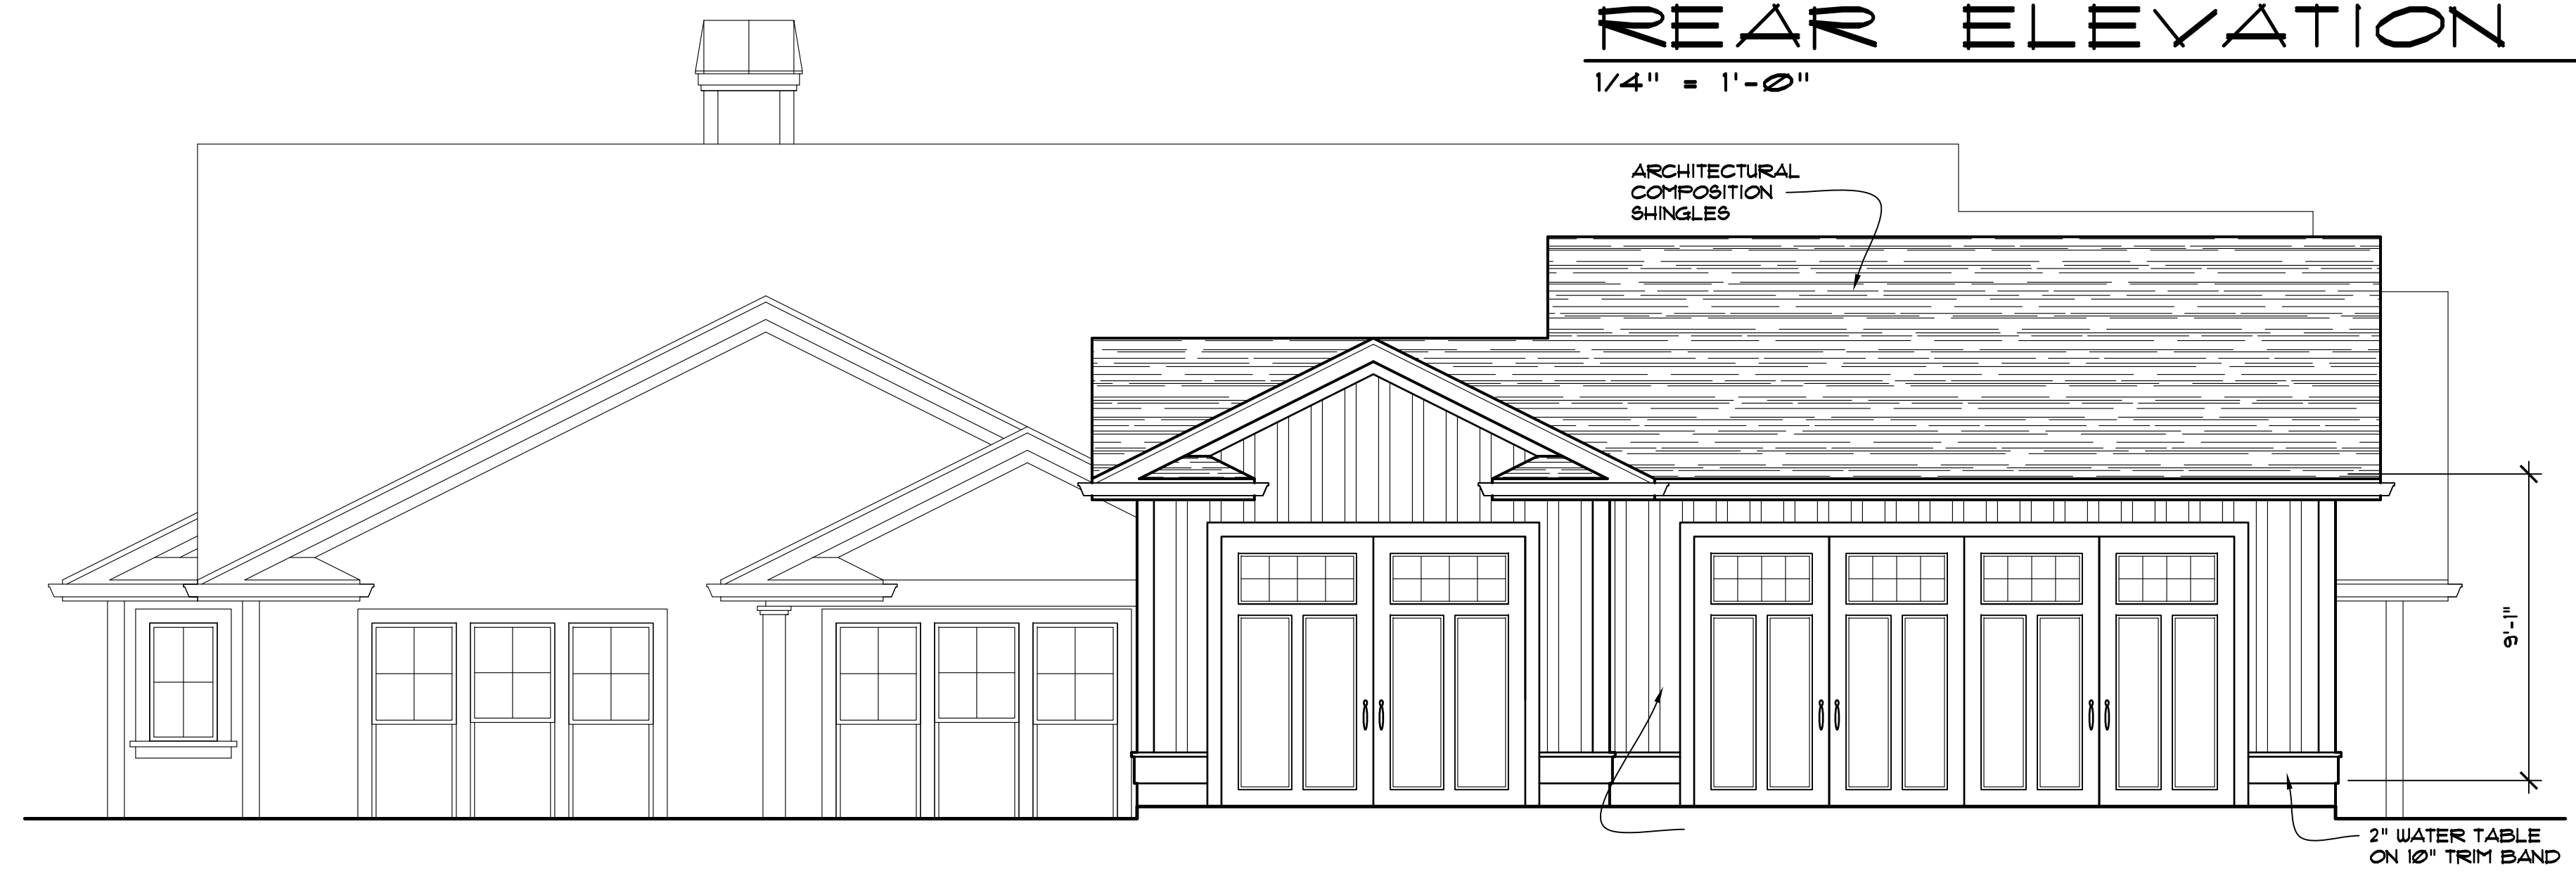 REAR ELEVATION
1/4" = 1'-0"
ARCHITECTURAL
COMPOSITION
SHINGLES
9'-1"
2" WATER TABLE
ON 10" TRIM BAND